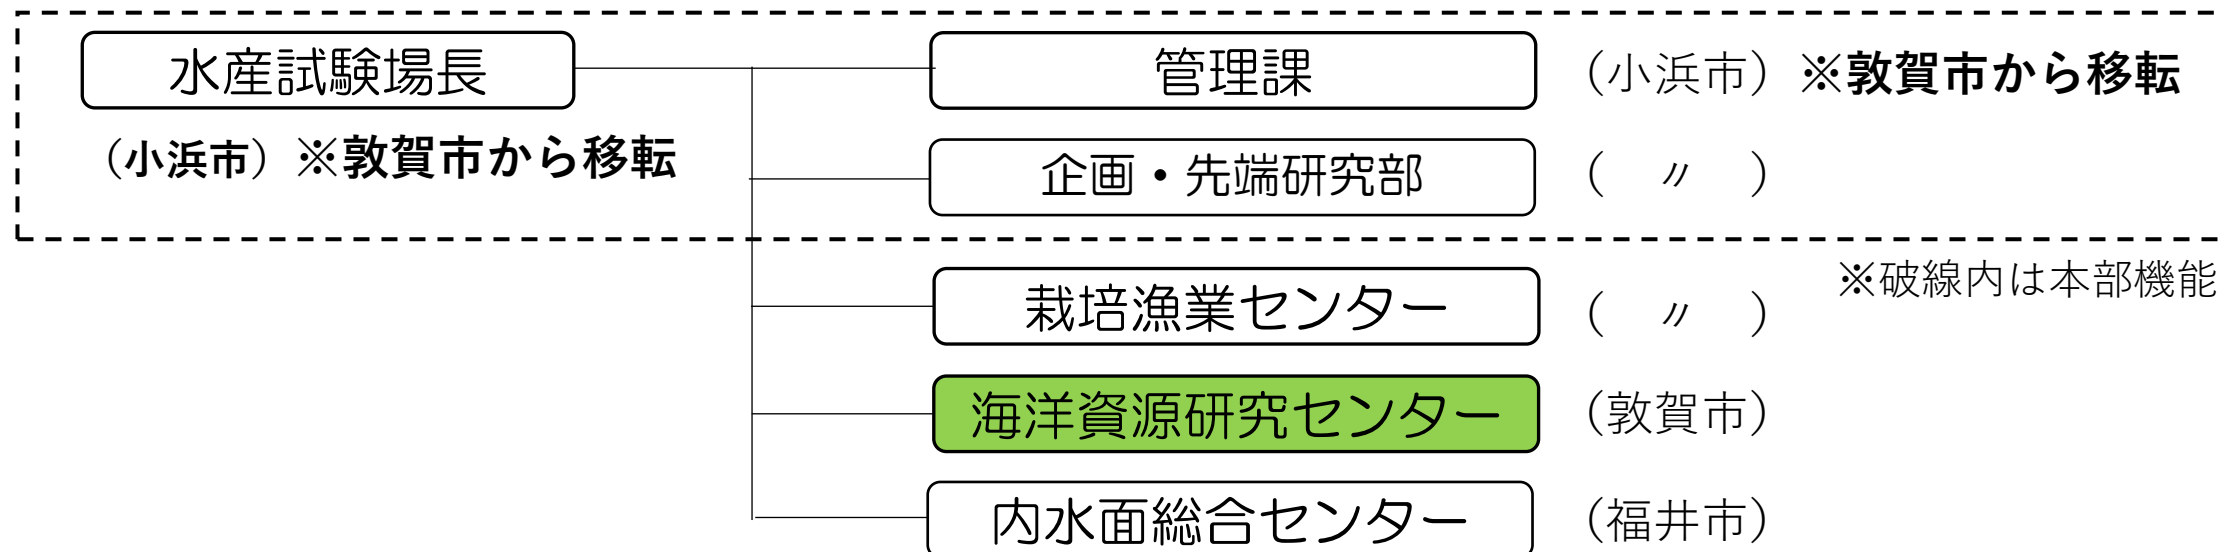 水産試験場長
管理課
（小浜市）※敦賀市から移転
（小浜市）※敦賀市から移転
企画・先端研究部
（　〃　）
※破線内は本部機能
栽培漁業センター
（　〃　）
海洋資源研究センター
（敦賀市）
内水面総合センター
（福井市）